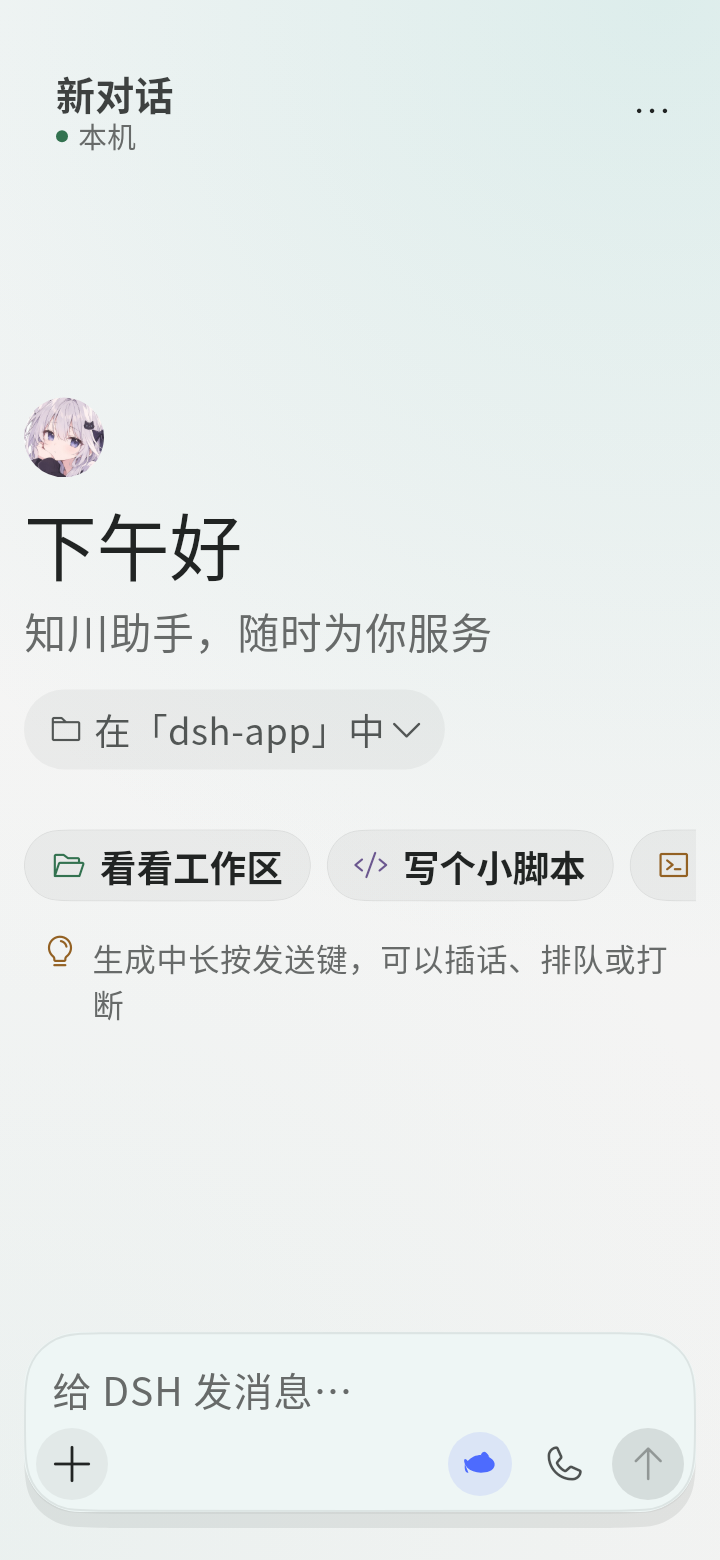 新对话
本机
下午好
知川助手，随时为你服务
在「dsh-app」中
看看工作区
写个小脚本
生成中长按发送键，可以插话、排队或打
断
给 DSH 发消息…